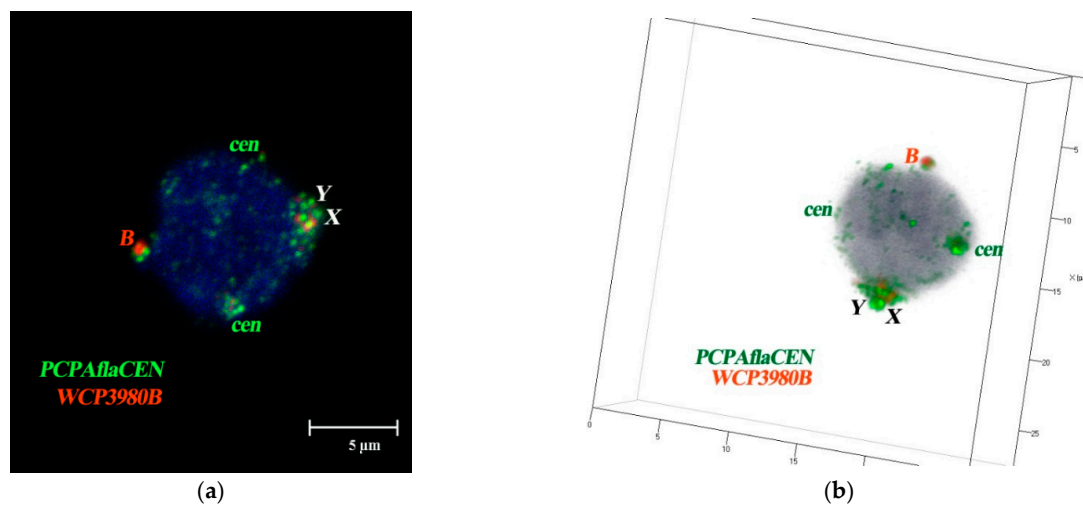 cen
Y
X
B
cen
PCPAflaCEN
WCP3980B
5 µm
(a)
B
cen
cen
Y X
PCPAflaCEN
WCP3980B
0
5
10
15
5
10
15
20
25
(b)